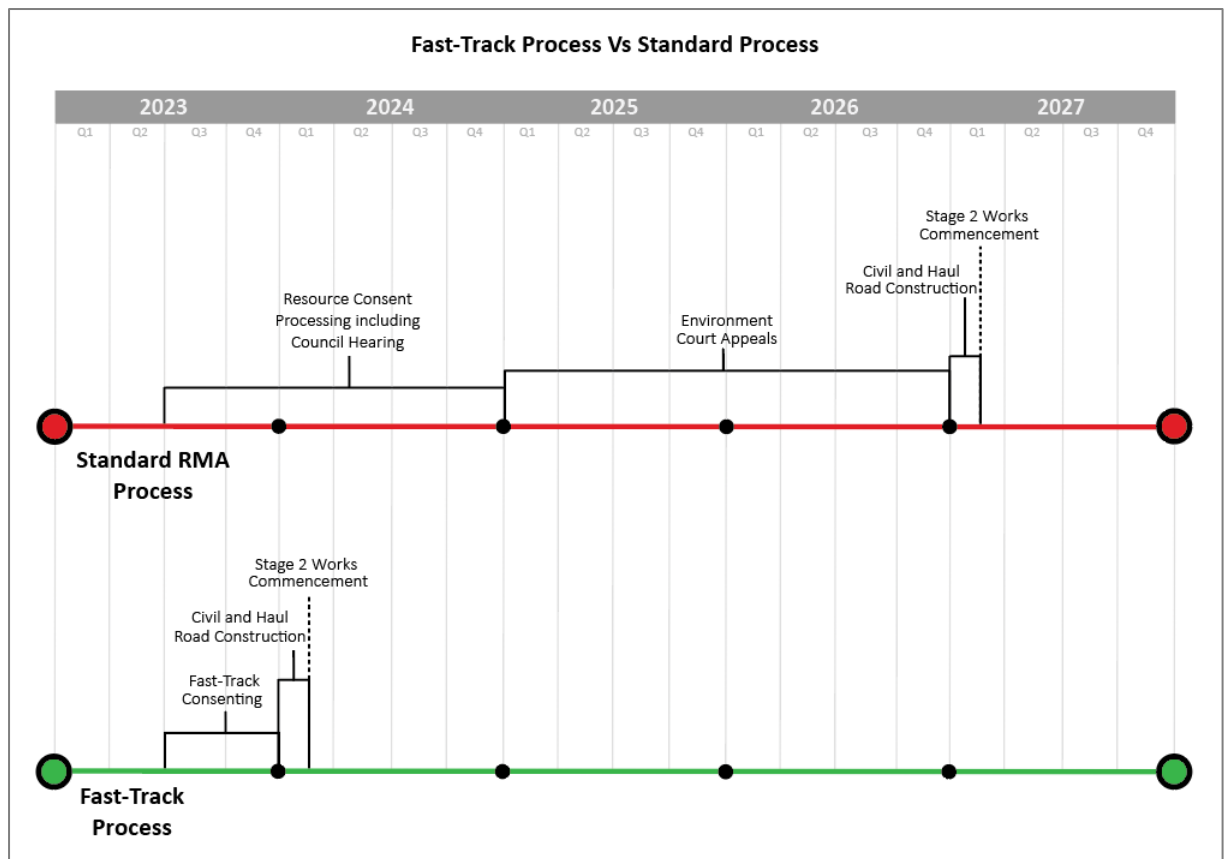 Fast-Track Process Vs Standard Process
2023 2024 2025 2026 2027
Q1 Q2 Q3 Q4 Q1 Q2 Q3 Q4 Q1 Q2 Q3 Q4 Q1 Q2 Q3 Q4 Q1 Q2 Q3 Q4
Stage 2 Works
Commencement
Civil and Haul
Road Construction
Resource Consent
Processing including
Council Hearing
Environment
Court Appeals
Standard RMA
Process
Stage 2 Works
Commencement
Civil and Haul
Road Construction
Fast-Track
Consenting
Fast-Track
Process